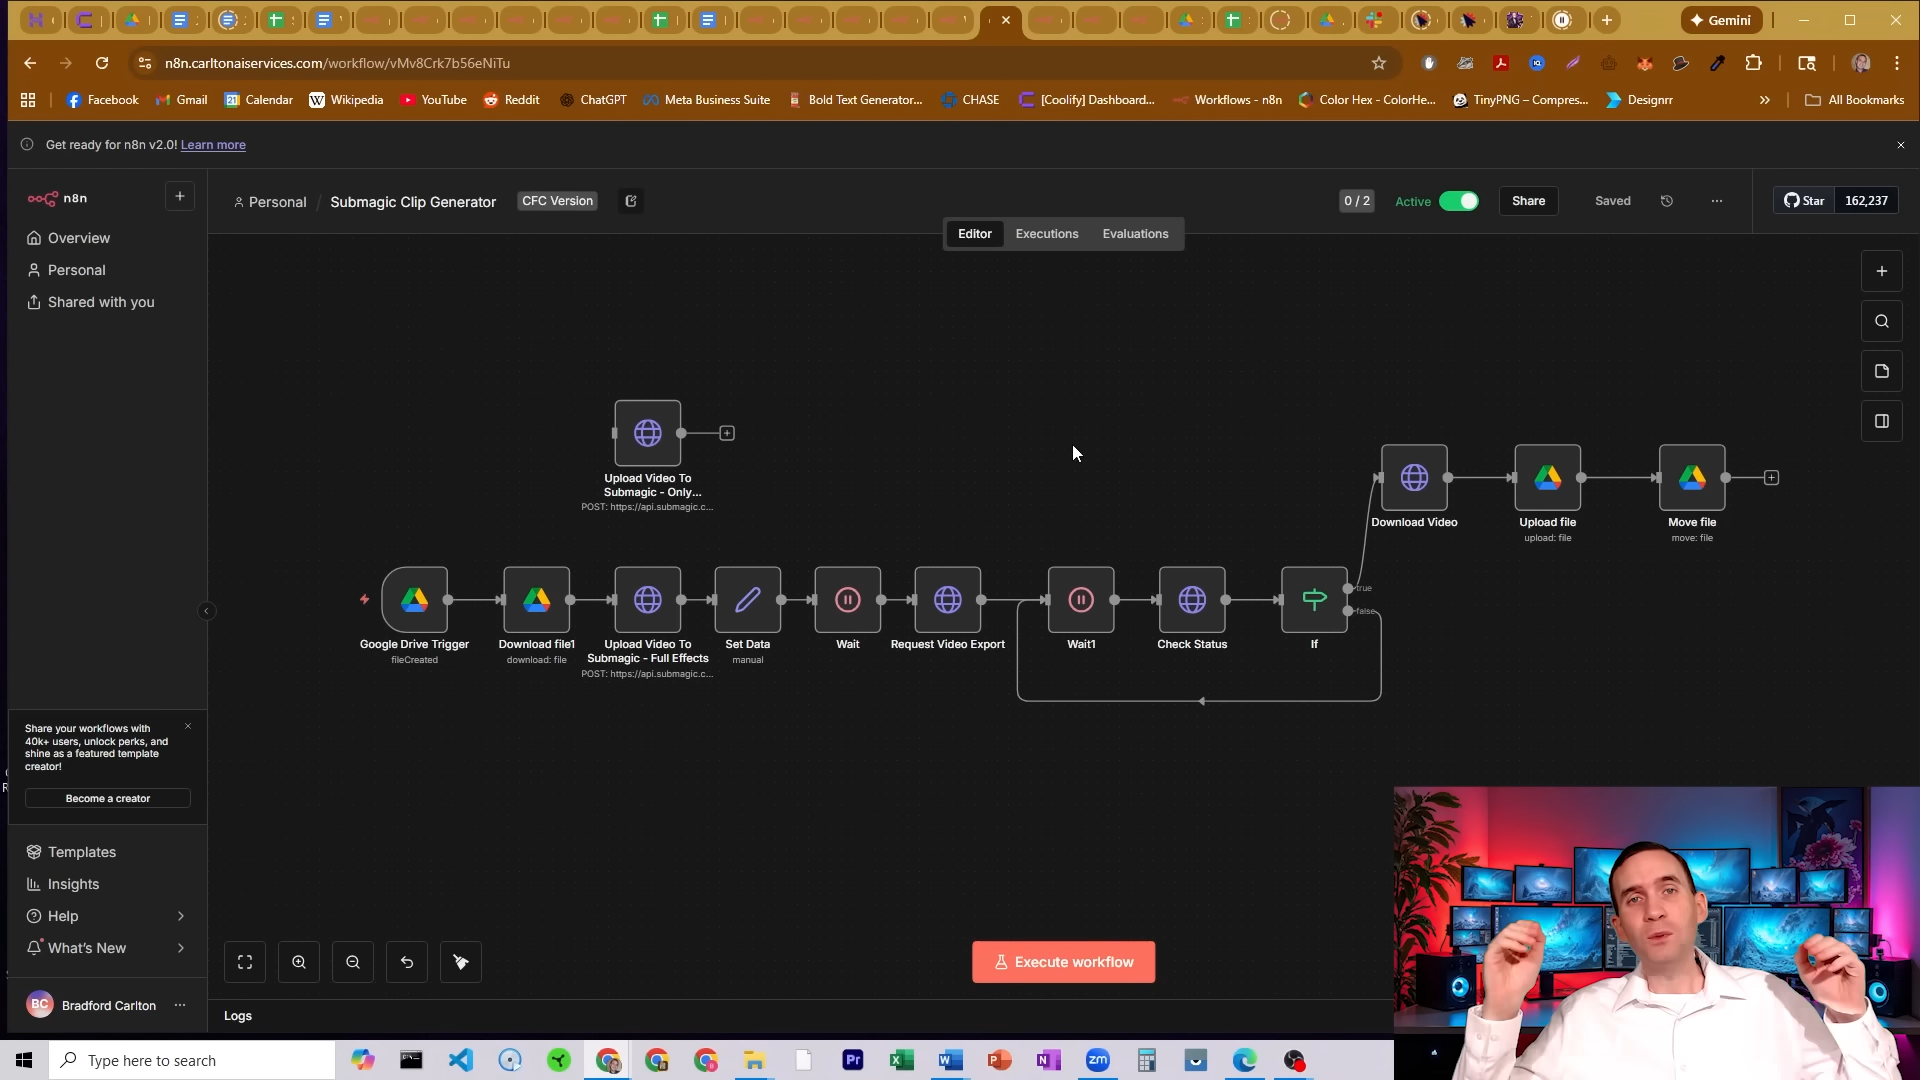 Gemini
n8n.carltonaiservices.com/workflow/vMv8Crk7b56eNiTu
Facebook
Gmail
Calendar
Wikipedia
YouTube
Reddit
ChatGPT
Meta Business Suite
Bold Text Generator...
CHASE
[Coolify] Dashboard...
Workflows - n8n
Color Hex - ColorHe...
TinyPNG – Compres...
Designrr
All Bookmarks
Get ready for n8n v2.0! Learn more
n8n
Personal / Submagic Clip Generator
CFC Version
0 / 2
Active
Share
Saved
Star 162,237
Editor
Executions
Evaluations
Overview
Personal
Shared with you
Upload Video To
Submagic - Only...
POST: https://api.submagic.c...
Download Video
Upload file
upload: file
Move file
move: file
true
false
Google Drive Trigger
fileCreated
Download file1
download: file
Upload Video To
Submagic - Full Effects
POST: https://api.submagic.c...
Set Data
manual
Wait
Request Video Export
Wait1
Check Status
If
Share your workflows with
40k+ users, unlock perks, and
shine as a featured template
creator!
Become a creator
Templates
Insights
Help
What's New
BC
Bradford Carlton
Execute workflow
Logs
Type here to search
Pr
zm